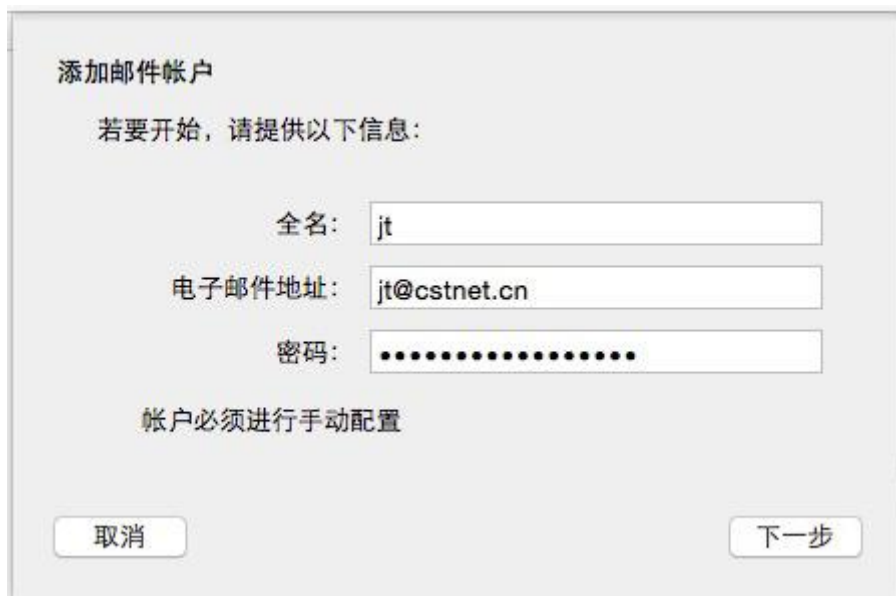 添加邮件帐户
若要开始，请提供以下信息：
全名： jt
电子邮件地址： jt@cstnet.cn
密码： •••••••••••••••••
帐户必须进行手动配置
取消 下一步